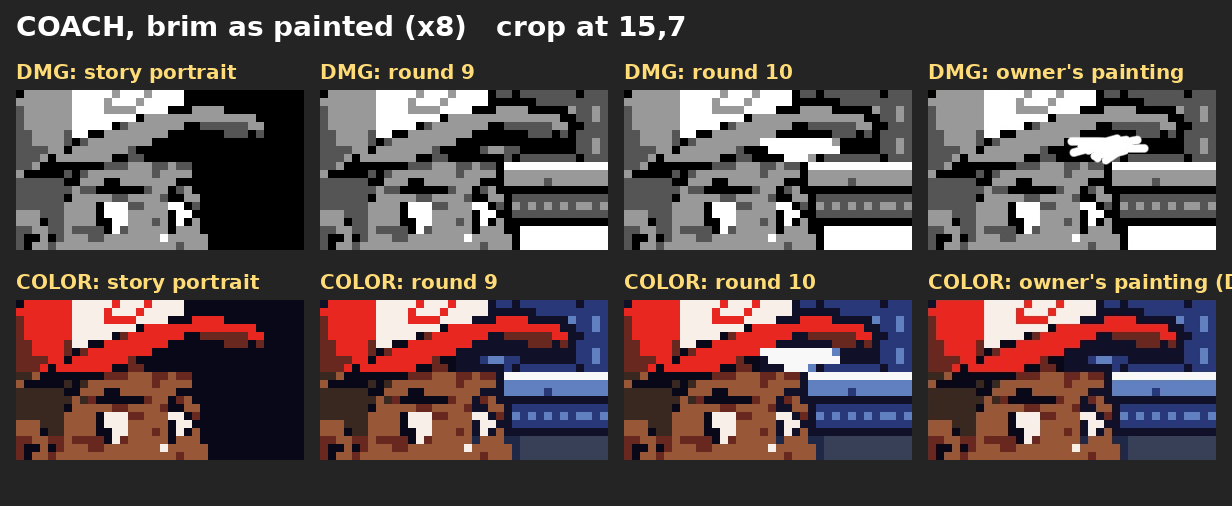 COACH, brim as painted (x8)   crop at 15,7
DMG: story portrait
DMG: round 9
DMG: round 10
DMG: owner's painting
COLOR: story portrait
COLOR: round 9
COLOR: round 10
COLOR: owner's painting (D